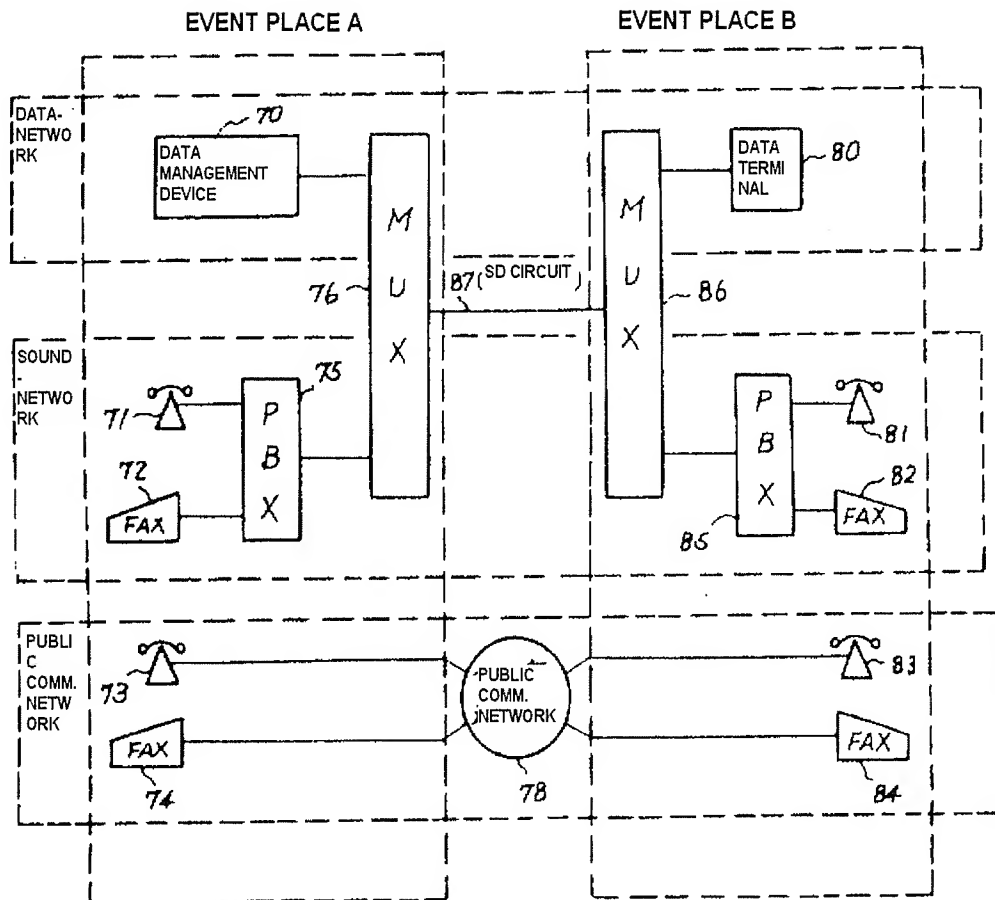 EVENT PLACE A
EVENT PLACE B
DATA-
NETWO
RK
70
DATA
MANAGEMENT
DEVICE
DATA
TERMI
NAL
80
M
U
X
76
87
(SD CIRCUIT )
M
U
X
86
SOUND
-
NETWO
RK
71
72
FAX
75
P
B
X
P
B
X
85
81
82
FAX
PUBLI
C
COMM.
NETW
ORK
73
FAX
74
PUBLIC
COMM.
NETWORK
78
83
FAX
84